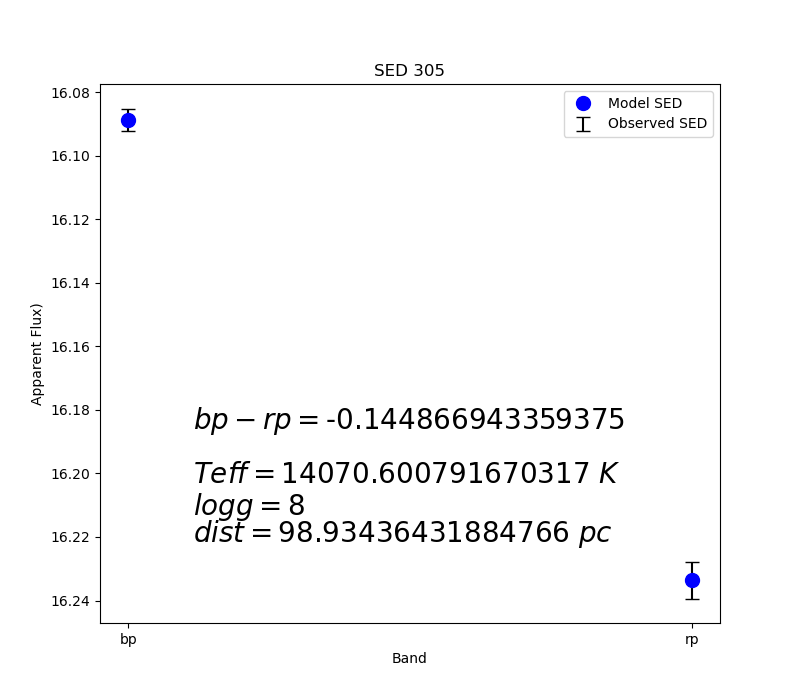 SED 305
Model SED
Observed SED
16.08
16.10
16.12
16.14
16.16
16.18
16.20
16.22
16.24
Apparent Flux)
bp − rp = -0.144866943359375
Teff = 14070.600791670317 K
logg = 8
dist = 98.93436431884766 pc
bp
rp
Band